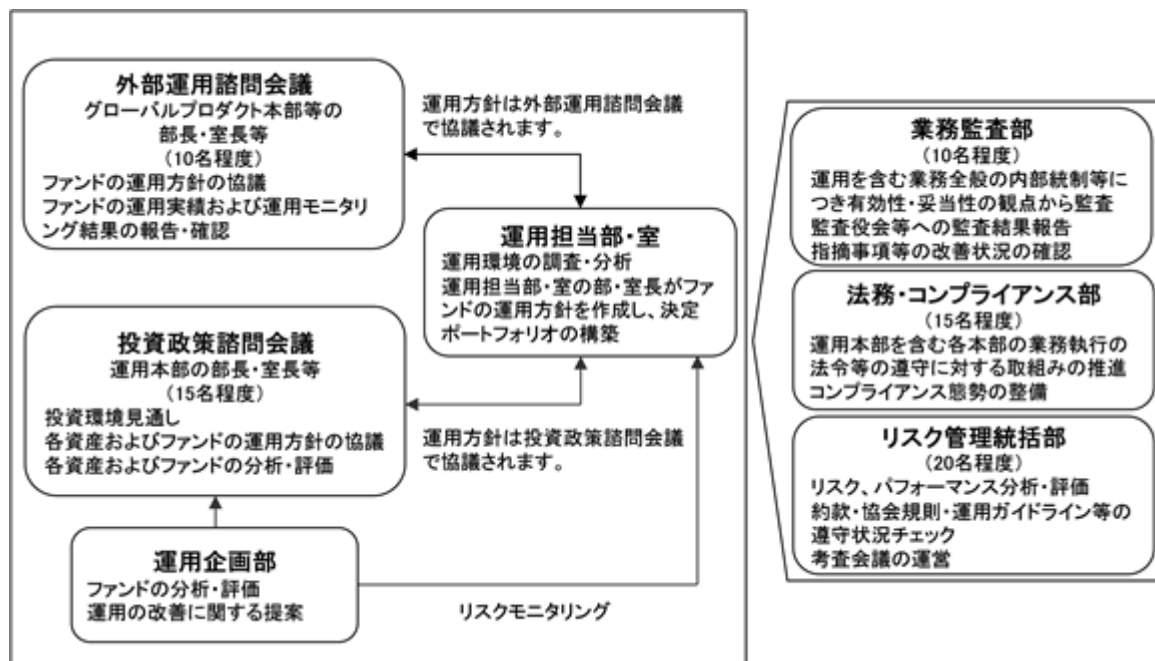 外部運用諮問会議
グローバルプロダクト本部等の
部長・室長等
(10名程度)
ファンドの運用方針の協議
ファンドの運用実績および運用モニタリ
ング結果の報告・確認
運用方針は外部運用諮問会議
で協議されます。
運用担当部・室
運用環境の調査・分析
運用担当部・室の部・室長がファ
ンドの運用方針を作成し、決定
ポートフォリオの構築
投資政策諮問会議
運用本部の部長・室長等
(15名程度)
投資環境見通し
各資産およびファンドの運用方針の協議
各資産およびファンドの分析・評価
運用方針は投資政策諮問会議
で協議されます。
運用企画部
ファンドの分析・評価
運用の改善に関する提案
リスクモニタリング
業務監査部
(10名程度)
運用を含む業務全般の内部統制等に
つき有効性・妥当性の観点から監査
監査役会等への監査結果報告
指摘事項等の改善状況の確認
法務・コンプライアンス部
(15名程度)
運用本部を含む各本部の業務執行の
法令等の遵守に対する取組みの推進
コンプライアンス態勢の整備
リスク管理統括部
(20名程度)
リスク、パフォーマンス分析・評価
約款・協会規則・運用ガイドライン等の
遵守状況チェック
考査会議の運営